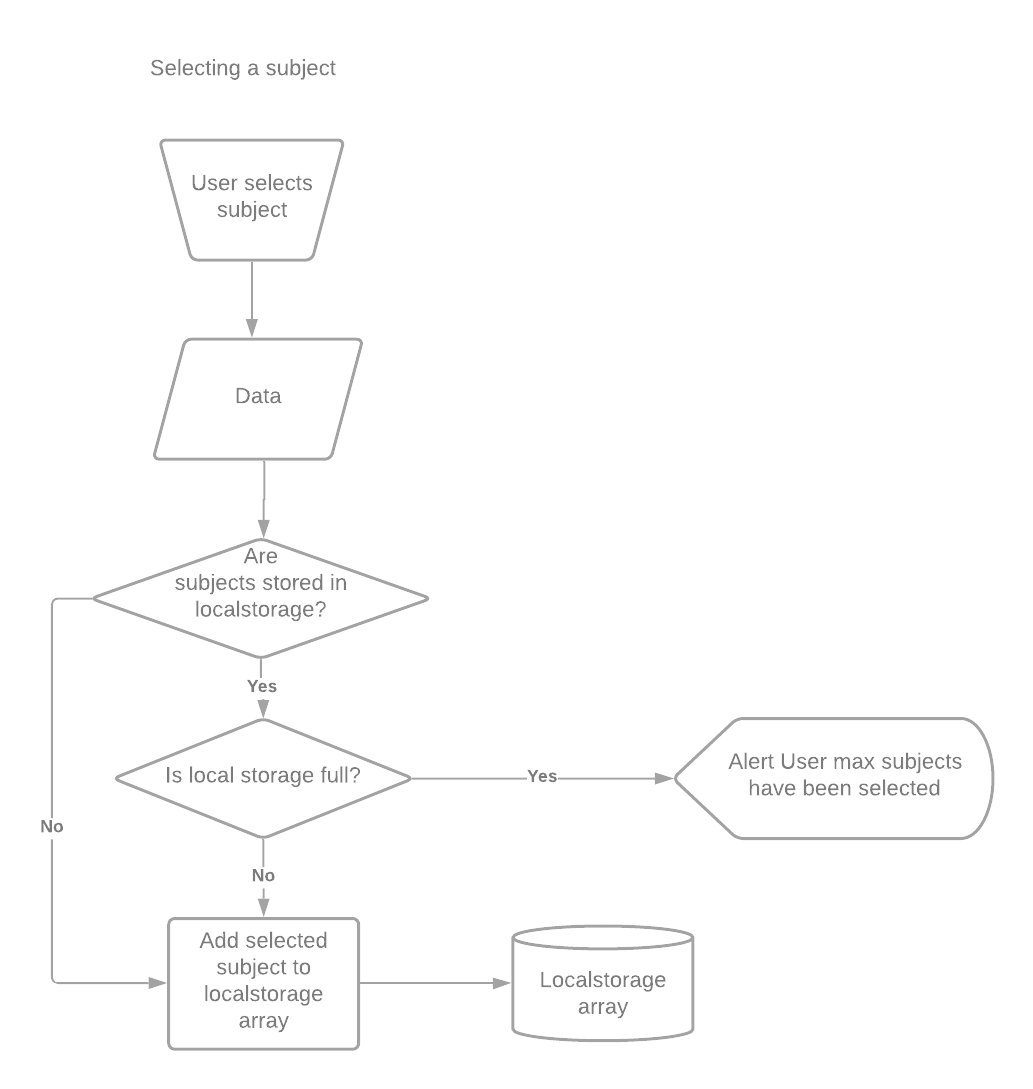 Selecting a subject
User selects
subject
Data
Are
subjects stored in
localstorage?
Yes
Is local storage full?
Yes
Alert User max subjects
have been selected
No
No
Add selected
subject to
localstorage
array
Localstorage
array